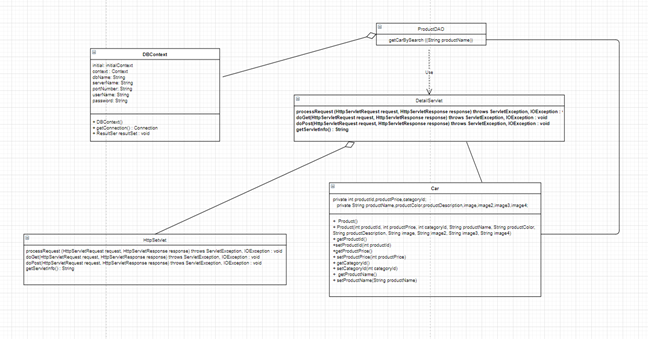 ProductDAO
getCarBySearch ((String productName))
DBContext
initial: initialContext
context : Context
dbName: String
serverName: String
portNumber: String
userName: String
password: String
+ DBContext()
+ getConnection() : Connection
+ ResultSer resultSet : void
Use
DetailServlet
processRequest (HttpServletRequest request, HttpServletResponse response) throws ServletException, IOException :
doGet(HttpServletRequest request, HttpServletResponse response) throws ServletException, IOException : void
doPost(HttpServletRequest request, HttpServletResponse response) throws ServletException, IOException : void
getServletInfo() : String
Car
private int productId,productPrice,categoryId;
private String productName,productColor,productDescription,image,image2,image3,image4;
+ Product()
+ Product(int productId, int productPrice, int categoryId, String productName, String productColor,
String productDescription, String image, String image2, String image3, String image4)
+ getProductId()
+setProductId(int productId)
+getProductPrice()
+ setProductPrice(int productPrice)
+ getCategoryId()
+ setCategoryId(int categoryId)
+ getProductName()
+ setProductName(String productName)
HttpServlet
processRequest (HttpServletRequest request, HttpServletResponse response) throws ServletException, IOException : void
doGet(HttpServletRequest request, HttpServletResponse response) throws ServletException, IOException : void
doPost(HttpServletRequest request, HttpServletResponse response) throws ServletException, IOException : void
getServletInfo() : String